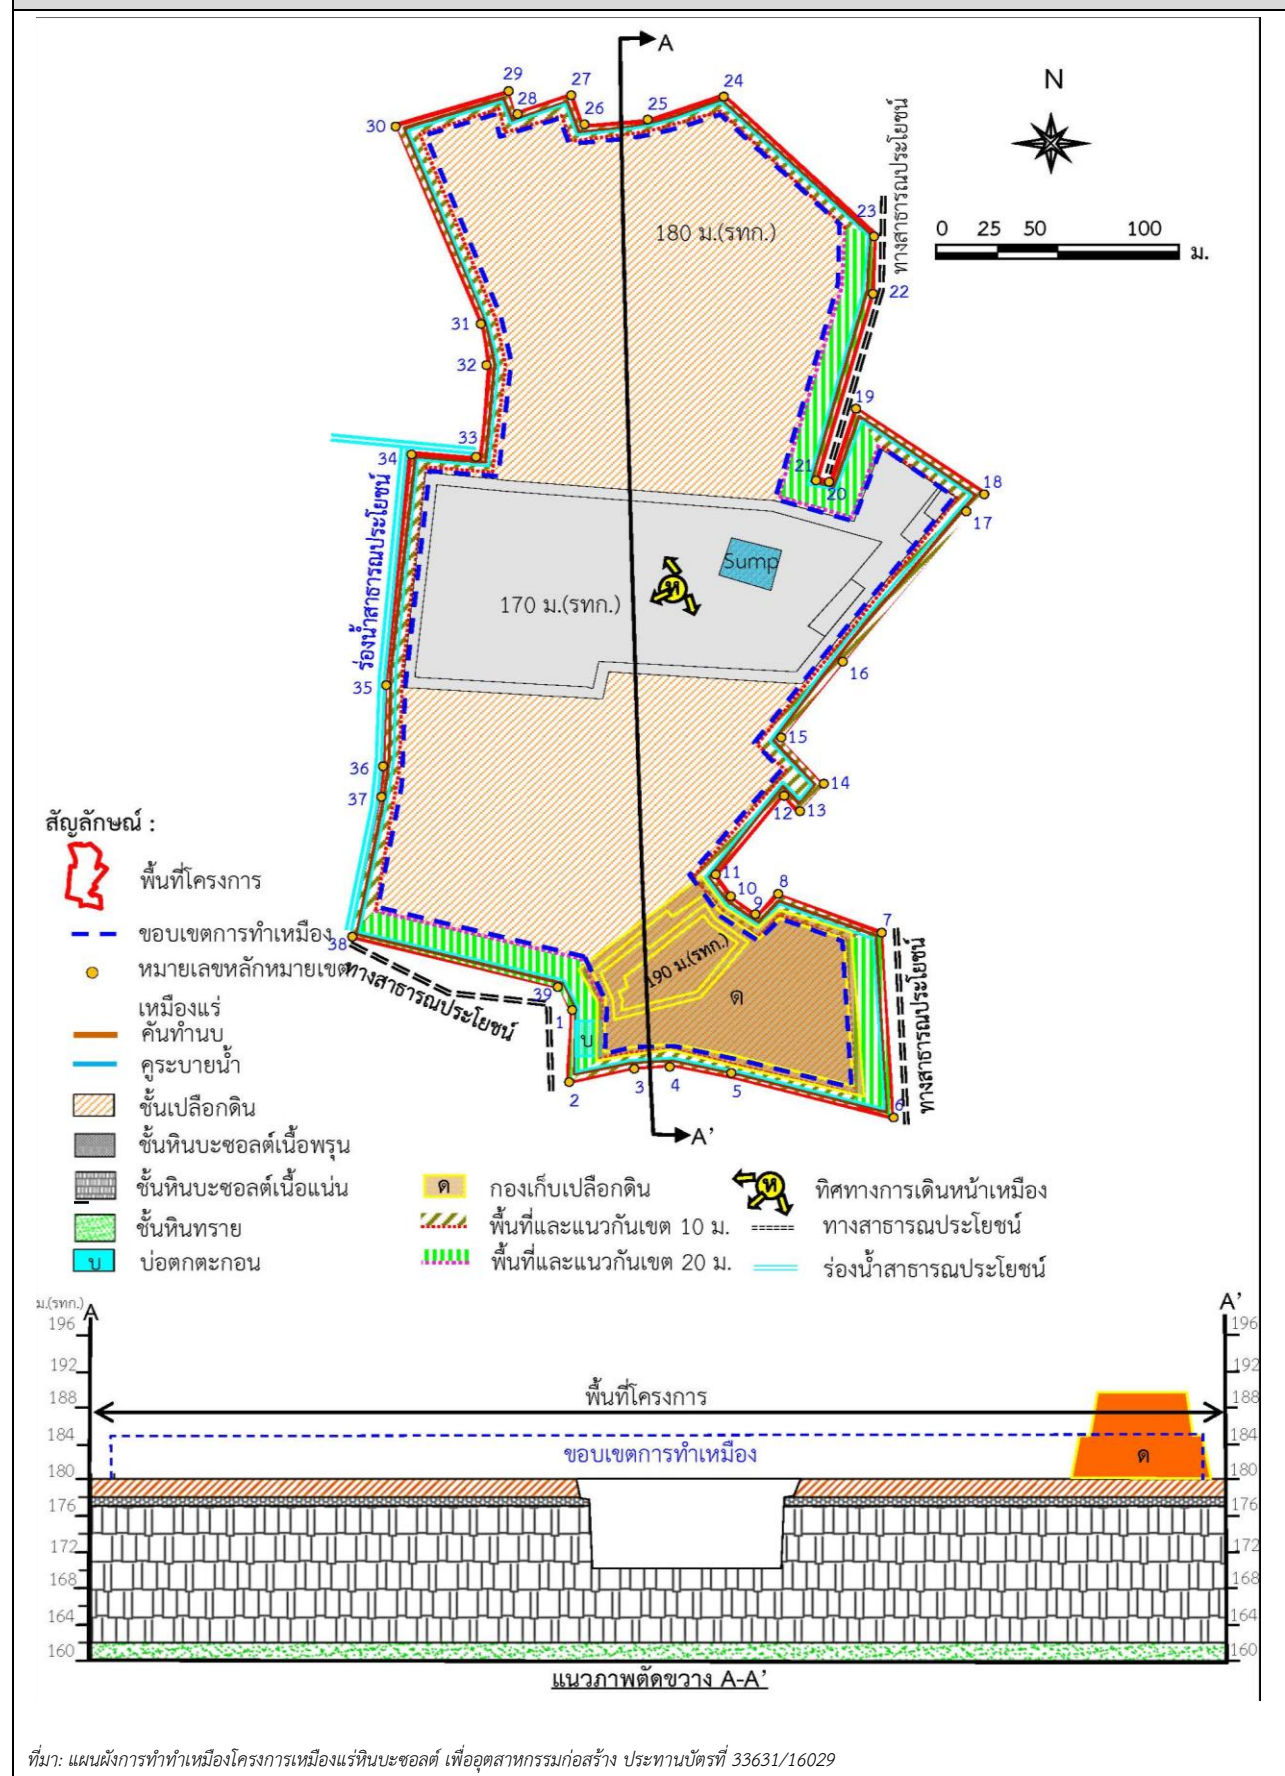 A
29
27
24
28
26
25
30
N
ทางสาธารณประโยชน์
23
180 ม.(รทก.)
0 25 50 100
ม.
22
31
32
19
33
34
21
20
18
17
ร่องน้ำสาธารณประโยชน์
Sump
ห
170 ม.(รทก.)
16
35
15
36
14
37
12
13
สัญลักษณ์ :
พื้นที่โครงการ
11
10
8
9
7
ขอบเขตการทำเหมือง
38
หมายเลขหลักหมายเขต
เหมืองแร่
ทางสาธารณประโยชน์
190 ม.(รทก.)
ด
ทางสาธารณประโยชน์
39
1
บ
คันทำนบ
คูระบายน้ำ
2
3
4
5
6
ชั้นเปลือกดิน
A'
ชั้นหินบะซอลต์เนื้อพรุน
ชั้นหินบะซอลต์เนื้อแน่น
ด กองเก็บเปลือกดิน
ห ทิศทางการเดินหน้าเหมือง
ชั้นหินทราย
พื้นที่และแนวกันเขต 10 ม.
ทางสาธารณประโยชน์
บ บ่อตกตะกอน
พื้นที่และแนวกันเขต 20 ม.
ร่องน้ำสาธารณประโยชน์
ม.(รทก.) A
A'
196 196
192 192
188 พื้นที่โครงการ 188
184 184
ขอบเขตการทำเหมือง
ด
180 180
176 176
172 172
168 168
164 164
160 160
แนวภาพตัดขวาง A-A'
ที่มา: แผนผังการทำทำเหมืองโครงการเหมืองแร่หินบะซอลต์ เพื่ออุตสาหกรรมก่อสร้าง ประทานบัตรที่ 33631/16029